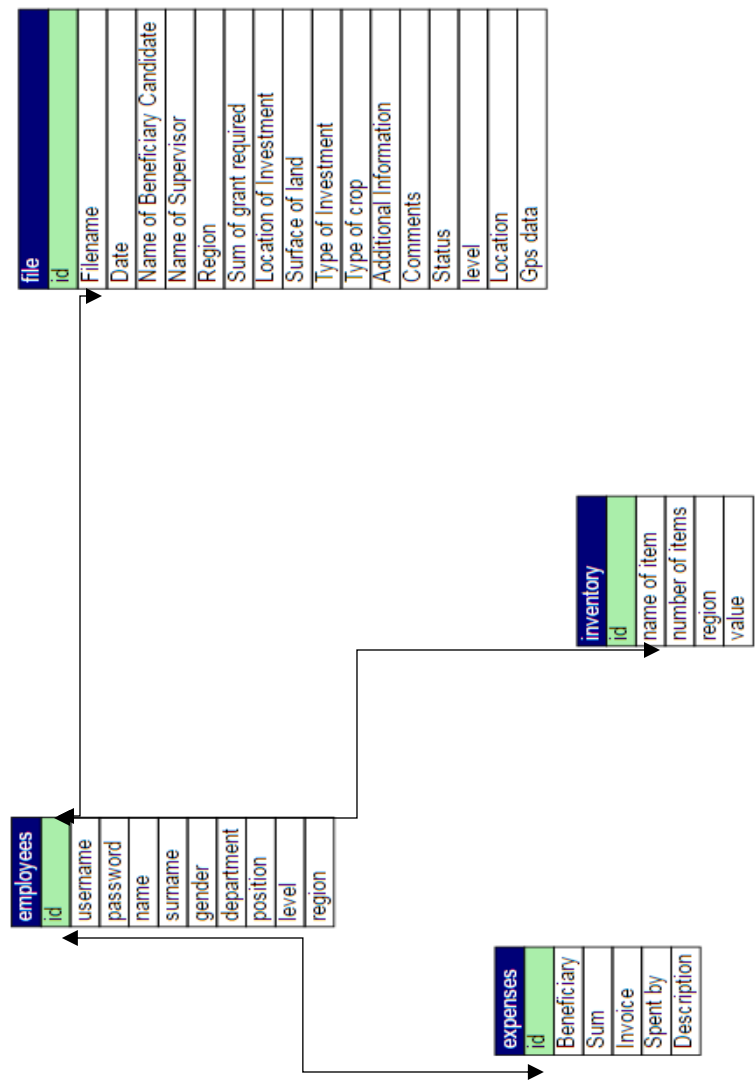 file
id
Filename
Date
Name of Beneficiary Candidate
Name of Supervisor
Region
Sum of grant required
Location of Investment
Surface of land
Type of Investment
Type of crop
Additional Information
Comments
Status
level
Location
Gps data
employees
id
username
password
name
surname
gender
department
position
level
region
inventory
id
name of item
number of items
region
value
expenses
id
Beneficiary
Sum
Invoice
Spent by
Description